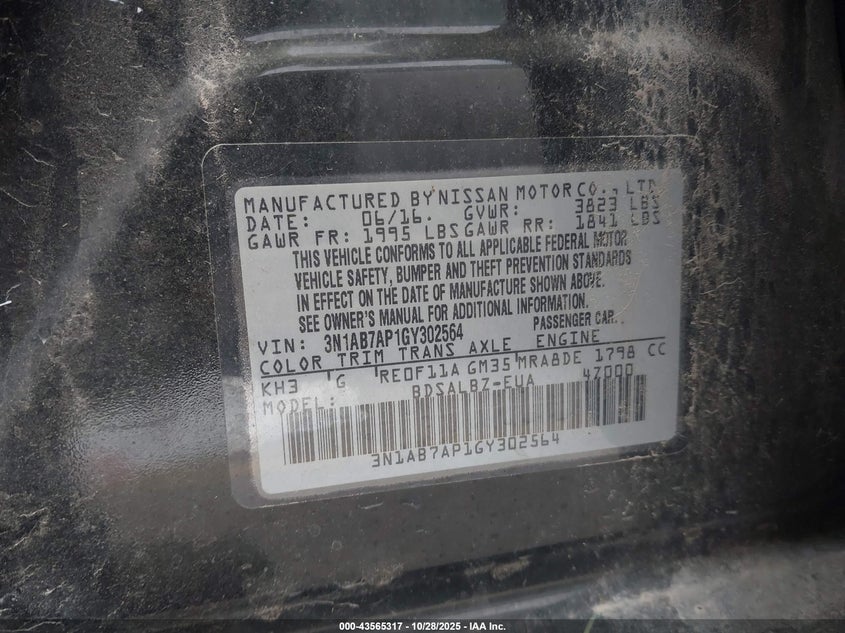 MANUFACTURED BY NISSAN MOTOR CO., LTD
DATE: 06/16. GVWR: 3823 LBS
GAWR FR: 1995 LBS GAWR RR: 1841 LBS
THIS VEHICLE CONFORMS TO ALL APPLICABLE FEDERAL MOTOR
VEHICLE SAFETY, BUMPER AND THEFT PREVENTION STANDARDS
IN EFFECT ON THE DATE OF MANUFACTURE SHOWN ABOVE.
SEE OWNER'S MANUAL FOR ADDITIONAL INFORMATION.
VIN: 3N1AB7AP1GY302564 PASSENGER CAR
COLOR TRIM TRANS AXLE ENGINE
KH3 G RE0F11A GM35 MRA8DE 1798 CC
MODEL: BDSALBZ-EUA 47000
3N1AB7AP1GY302564
000-43565317 | 10/28/2025 - IAA Inc.